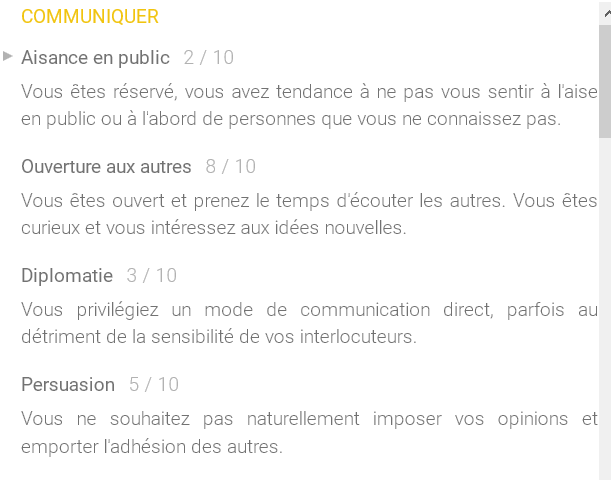 COMMUNIQUER
Aisance en public 2 / 10
Vous êtes réservé, vous avez tendance à ne pas vous sentir à l'aise
en public ou à l'abord de personnes que vous ne connaissez pas.
Ouverture aux autres 8 / 10
Vous êtes ouvert et prenez le temps d'écouter les autres. Vous êtes
curieux et vous intéressez aux idées nouvelles.
Diplomatie 3 / 10
Vous privilégiez un mode de communication direct, parfois au
détriment de la sensibilité de vos interlocuteurs.
Persuasion 5 / 10
Vous ne souhaitez pas naturellement imposer vos opinions et
emporter l'adhésion des autres.